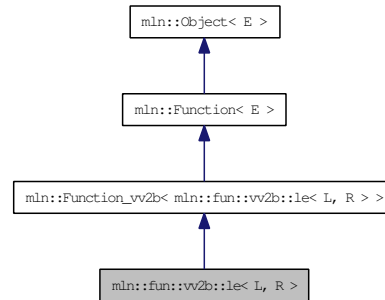 mln::Object< E >
mln::Function< E >
mln::Function_vv2b< mln::fun::vv2b::le< L, R > >
mln::fun::vv2b::le< L, R >